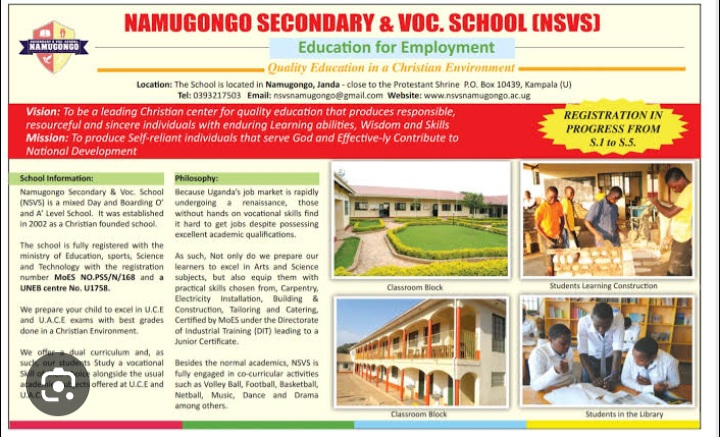 NAMUGONGO SECONDARY & VOC. SCHOOL (NSVS)
NAMUGONGO
Education for Employment
Quality Education in a Christian Environment
Location: The School is located in Namugongo, Janda - close to the Protestant Shrine P.O. Box 10439, Kampala (U)
Tel: 0393217503 Email: nsvsnamugongo@gmail.com Website: www.nsvsnamugongo.ac.ug
Vision: To be a leading Christian center for quality education that produces responsible,
resourceful and sincere individuals with enduring Learning abilities, Wisdom and Skills
Mission: To produce Self-reliant individuals that serve God and Effective-ly Contribute to
National Development
REGISTRATION IN
PROGRESS FROM
S.1 to S.5.
School Information:
Namugongo Secondary & Voc. School
(NSVS) is a mixed Day and Boarding O'
and A' Level School. It was established
in 2002 as a Christian founded school.
The school is fully registered with the
ministry of Education, sports, Science
and Technology with the registration
number MoES NO.PSS/N/168 and a
UNEB centre No. U1758.
We prepare your child to excel in U.C.E
and U.A.C.E exams with best grades
done in a Christian Environment.
We offer a dual curriculum and, as
such, our students Study a vocational
alongside the usual
offered at U.C.E and
Philosophy:
Because Uganda's job market is rapidly
undergoing a renaissance, those
without hands on vocational skills find
it hard to get jobs despite possessing
excellent academic qualifications.
As such, Not only do we prepare our
learners to excel in Arts and Science
subjects, but also equip them with
practical skills chosen from, Carpentry,
Electricity Installation, Building &
Construction, Tailoring and Catering,
Certified by MoES under the Directorate
of Industrial Training (DIT) leading to a
Junior Certificate.
Besides the normal academics, NSVS is
fully engaged in co-curricular activities
such as Volley Ball, Football, Basketball,
Netball, Music, Dance and Drama
among others.
Classroom Block
Students Learning Construction
Classroom Block
Students in the Library